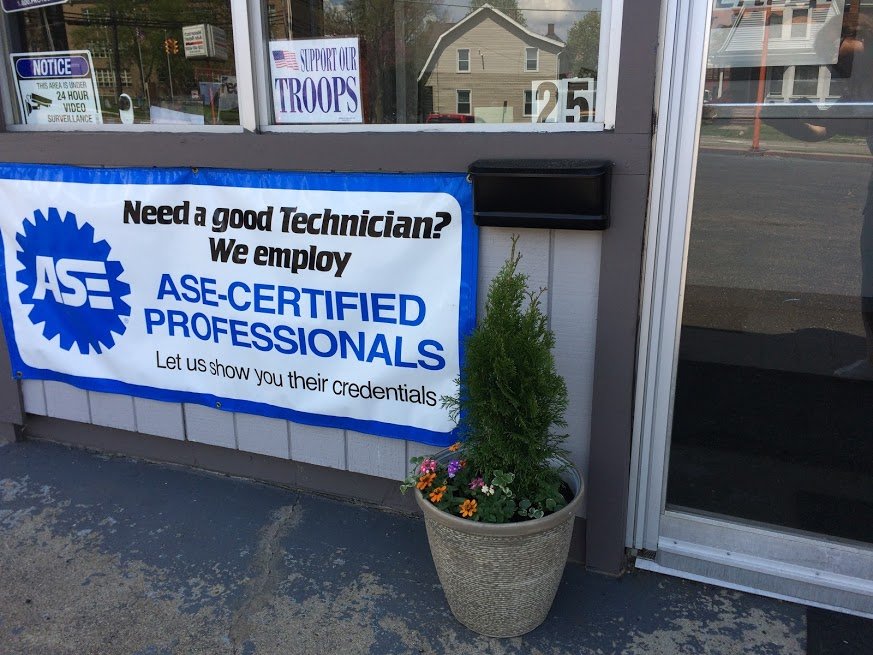 NOTICE
THIS AREA IS UNDER
24 HOUR
VIDEO
SURVEILLANCE
SUPPORT OUR
TROOPS
25
ASE
Need a good Technician?
We employ
ASE-CERTIFIED
PROFESSIONALS
Let us show you their credentials